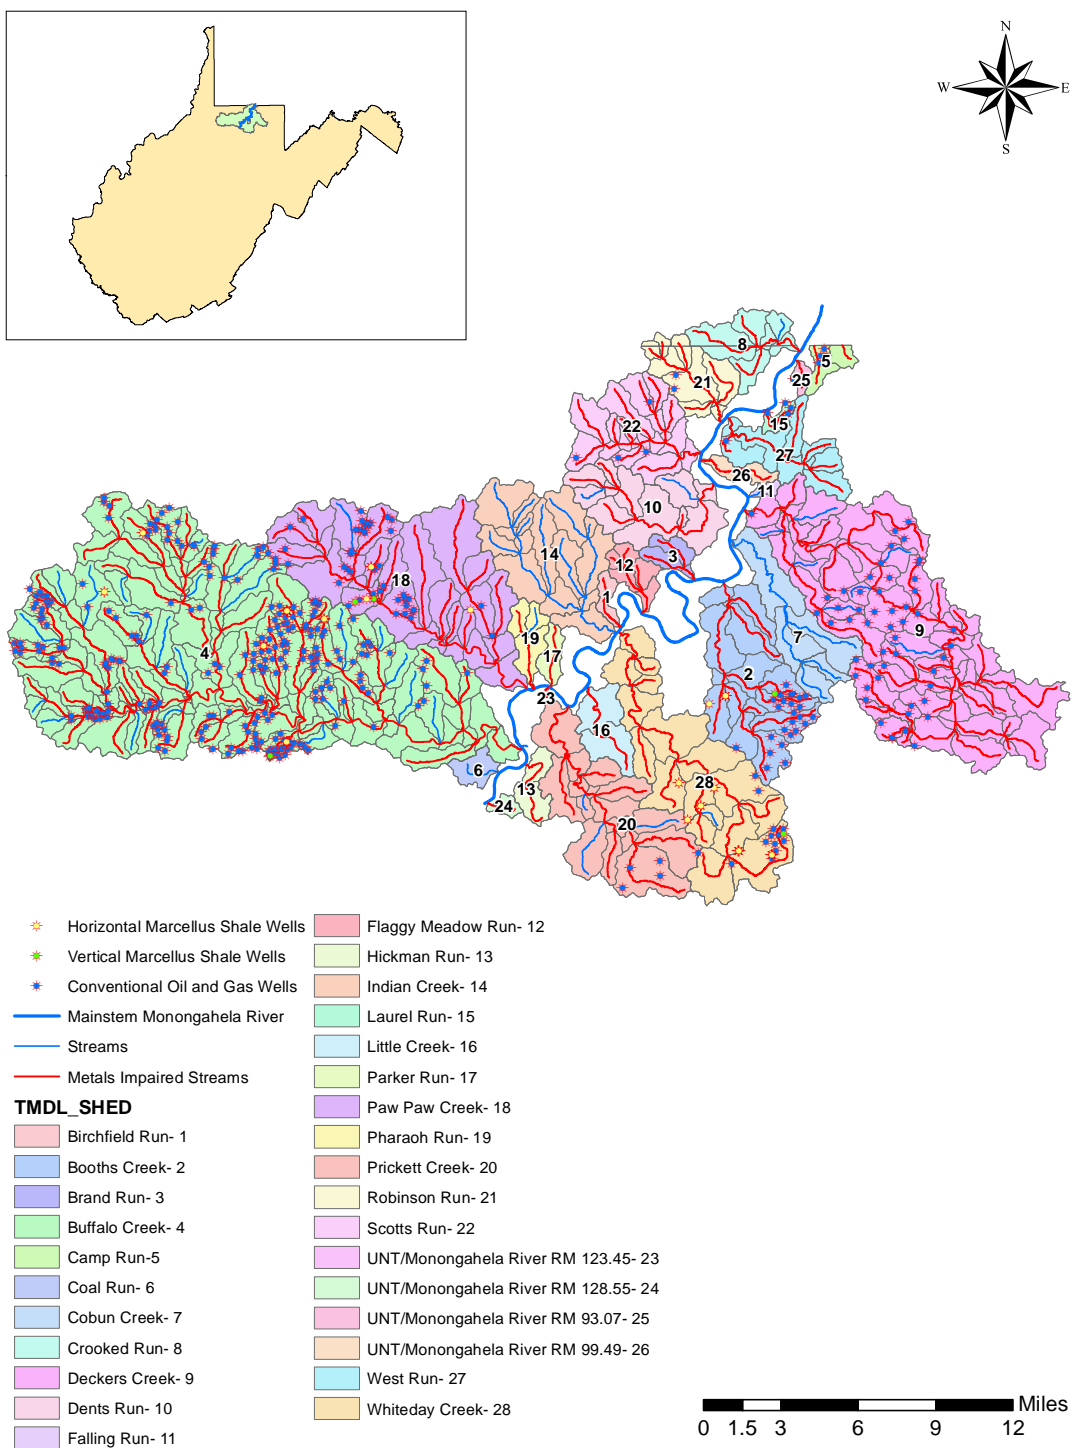 N
W
E
S
8
5
21
25
22
15
27
26
11
10
3
14
12
18
1
9
19
7
4
17
2
23
16
6
28
13
24
20
Horizontal Marcellus Shale Wells
Vertical Marcellus Shale Wells
Conventional Oil and Gas Wells
Mainstem Monongahela River
Streams
Metals Impaired Streams
TMDL_SHED
Birchfield Run- 1
Booths Creek- 2
Brand Run- 3
Buffalo Creek- 4
Camp Run-5
Coal Run- 6
Cobun Creek- 7
Crooked Run- 8
Deckers Creek- 9
Dents Run- 10
Falling Run- 11
Flaggy Meadow Run- 12
Hickman Run- 13
Indian Creek- 14
Laurel Run- 15
Little Creek- 16
Parker Run- 17
Paw Paw Creek- 18
Pharaoh Run- 19
Prickett Creek- 20
Robinson Run- 21
Scotts Run- 22
UNT/Monongahela River RM 123.45- 23
UNT/Monongahela River RM 128.55- 24
UNT/Monongahela River RM 93.07- 25
UNT/Monongahela River RM 99.49- 26
West Run- 27
Whiteday Creek- 28
Miles
0 1.5 3 6 9 12